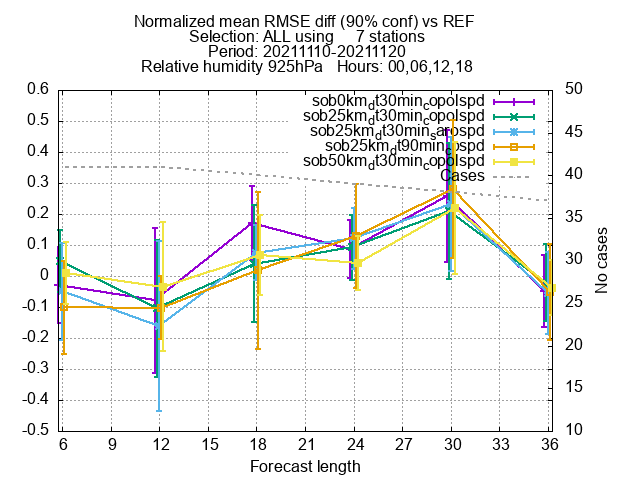 Normalized mean RMSE diff (90% conf) vs REF
Selection: ALL using 7 stations
Period: 20211110-20211120
Relative humidity 925hPa Hours: 00,06,12,18
sob0km_dt30min_copolspd
sob25km_dt30min_copolspd
sob25km_dt30min_s
sob25km_dt90min_c
sob50km_dt30min_copolspd
Cases
0.6
0.5
0.4
0.3
0.2
0.1
0
-0.1
-0.2
-0.3
-0.4
-0.5
50
45
40
35
30
25
20
15
10
No cases
6 9 12 15 18 21 24 27 30 33 36
Forecast length